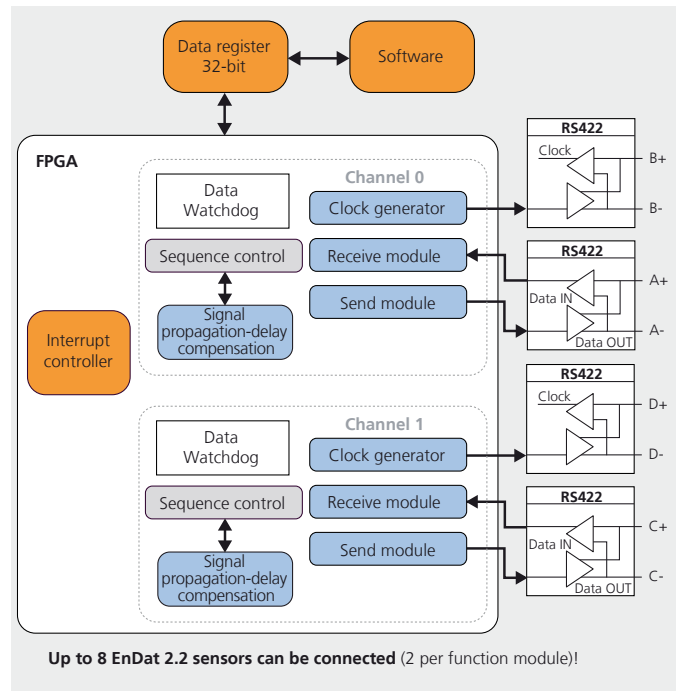 Data register
32-bit
Software
FPGA
Channel 0
Data
Watchdog
Clock generator
Sequence control
Receive module
Send module
Signal
propagation-delay
compensation
Interrupt
controller
RS422
Clock
B+
B-
RS422
A+
Data IN
A-
Data OUT
Channel 1
Data
Watchdog
Clock generator
Sequence control
Receive module
Send module
Signal
propagation-delay
compensation
RS422
Clock
D+
D-
RS422
C+
Data IN
C-
Data OUT
Up to 8 EnDat 2.2 sensors can be connected (2 per function module)!